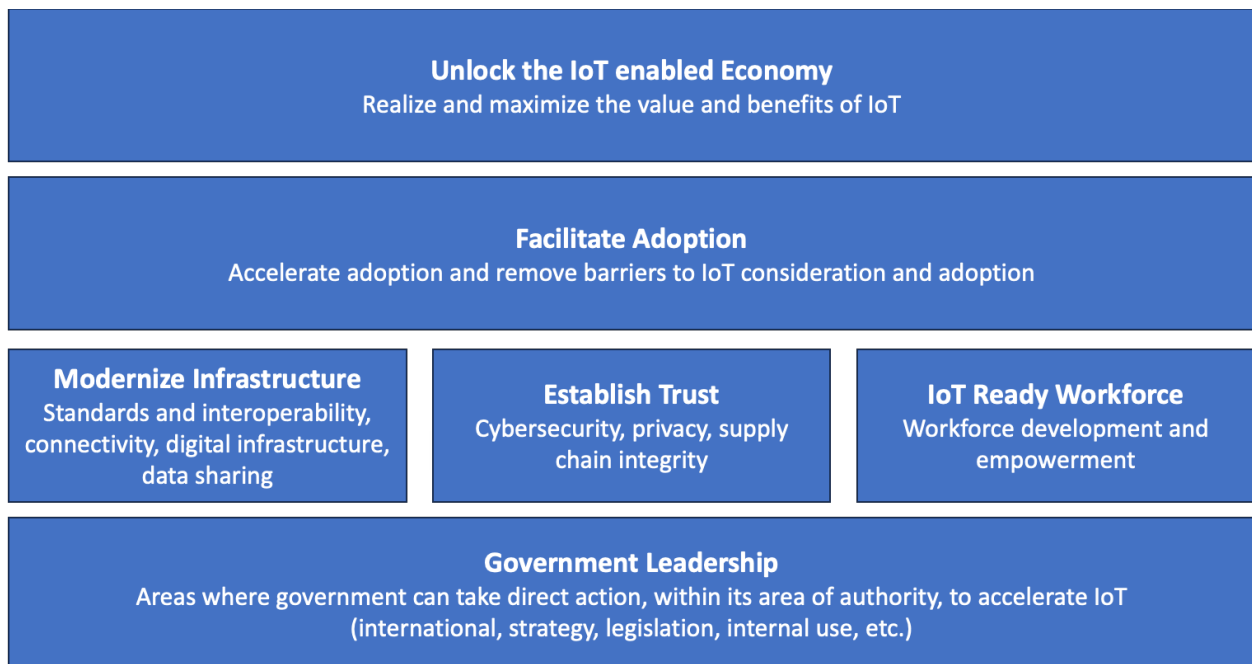 Unlock the IoT enabled Economy
Realize and maximize the value and benefits of IoT
Facilitate Adoption
Accelerate adoption and remove barriers to IoT consideration and adoption
Modernize Infrastructure
Standards and interoperability,
connectivity, digital infrastructure,
data sharing
Establish Trust
Cybersecurity, privacy, supply
chain integrity
IoT Ready Workforce
Workforce development and
empowerment
Government Leadership
Areas where government can take direct action, within its area of authority, to accelerate IoT
(international, strategy, legislation, internal use, etc.)